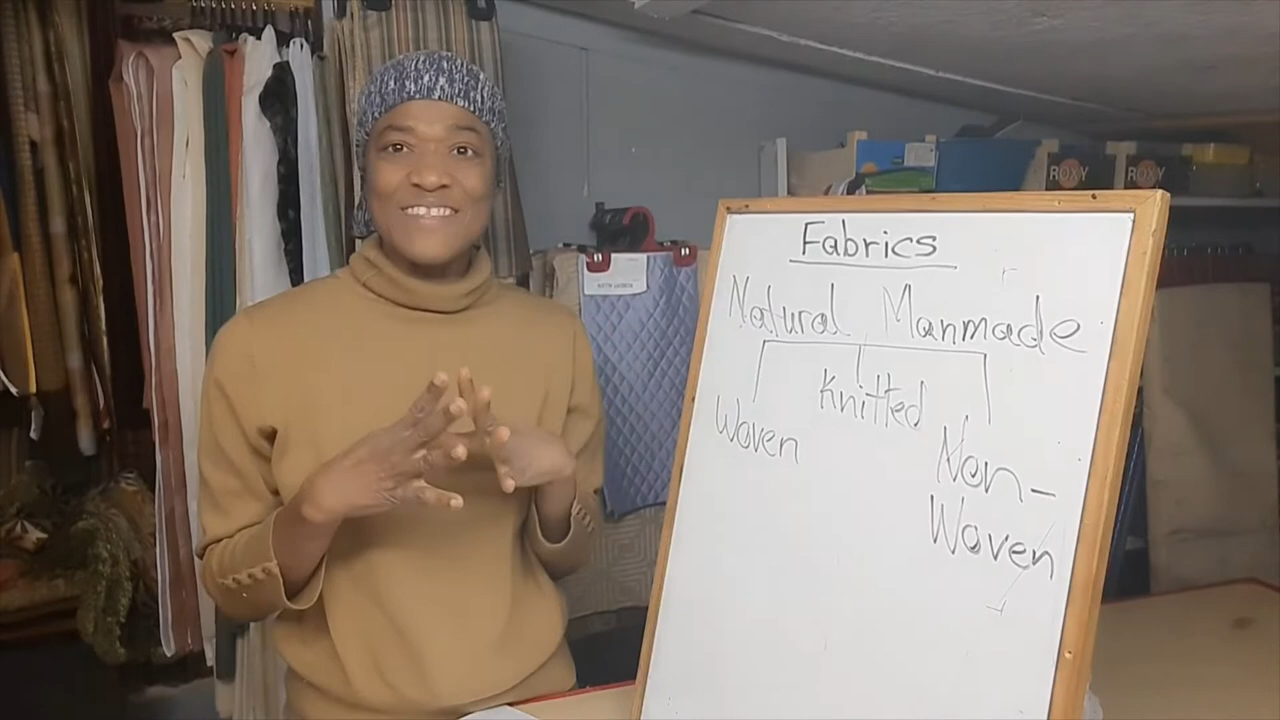 Fabrics
Natural Manmade
Woven
Knitted
Non-
Woven
ROXY
ROXY